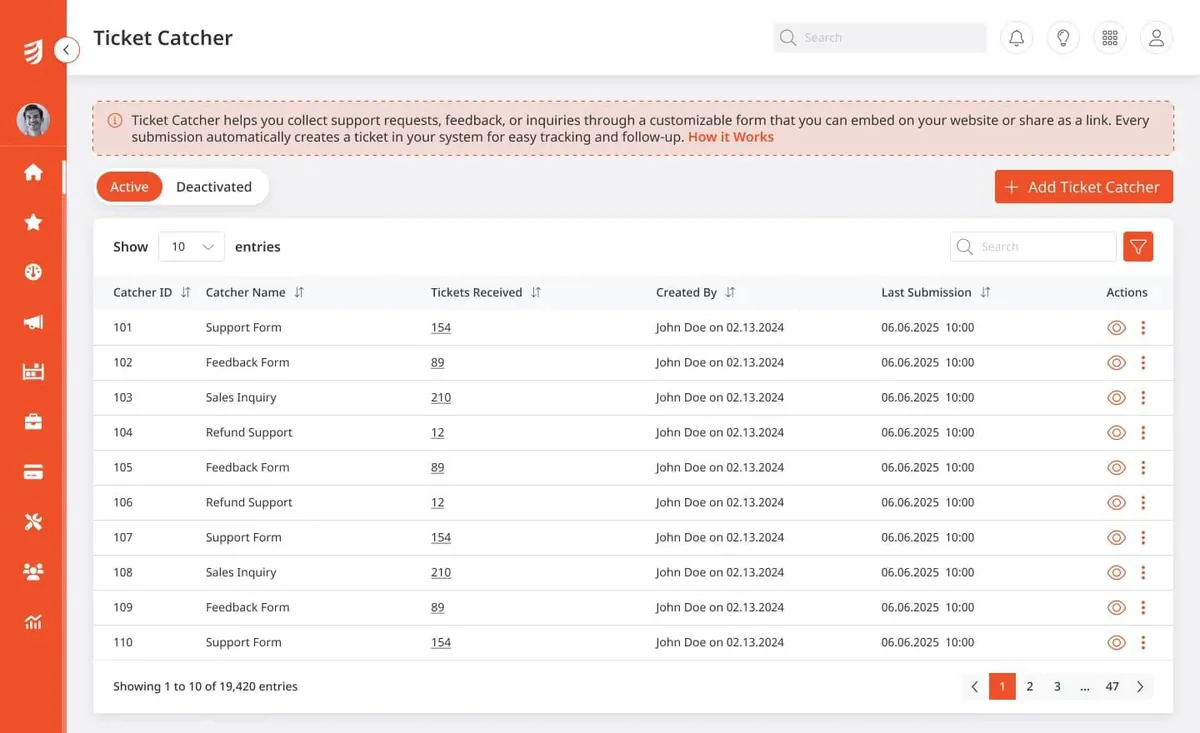 Ticket Catcher
Search
Ticket Catcher helps you collect support requests, feedback, or inquiries through a customizable form that you can embed on your website or share as a link. Every
submission automatically creates a ticket in your system for easy tracking and follow-up. How it Works
Active Deactivated
+ Add Ticket Catcher
Show 10 entries
Search
Catcher ID Catcher Name Tickets Received Created By Last Submission Actions
101 Support Form 154 John Doe on 02.13.2024 06.06.2025 10:00
102 Feedback Form 89 John Doe on 02.13.2024 06.06.2025 10:00
103 Sales Inquiry 210 John Doe on 02.13.2024 06.06.2025 10:00
104 Refund Support 12 John Doe on 02.13.2024 06.06.2025 10:00
105 Feedback Form 89 John Doe on 02.13.2024 06.06.2025 10:00
106 Refund Support 12 John Doe on 02.13.2024 06.06.2025 10:00
107 Support Form 154 John Doe on 02.13.2024 06.06.2025 10:00
108 Sales Inquiry 210 John Doe on 02.13.2024 06.06.2025 10:00
109 Feedback Form 89 John Doe on 02.13.2024 06.06.2025 10:00
110 Support Form 154 John Doe on 02.13.2024 06.06.2025 10:00
Showing 1 to 10 of 19,420 entries
1 2 3 ... 47